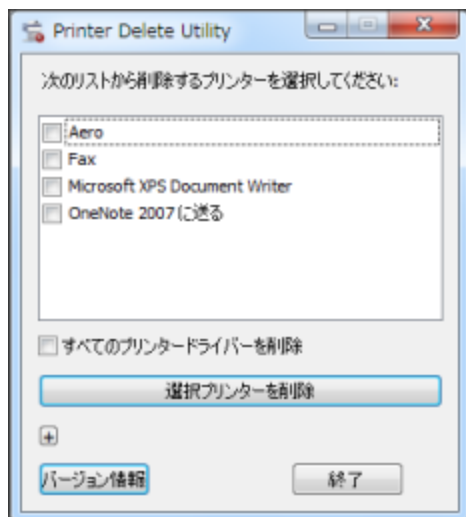 Printer Delete Utility
次のリストから削除するプリンターを選択してください:
Aero
Fax
Microsoft XPS Document Writer
OneNote 2007 に送る
すべてのプリンタードライバーを削除
選択プリンターを削除
バージョン情報
終了